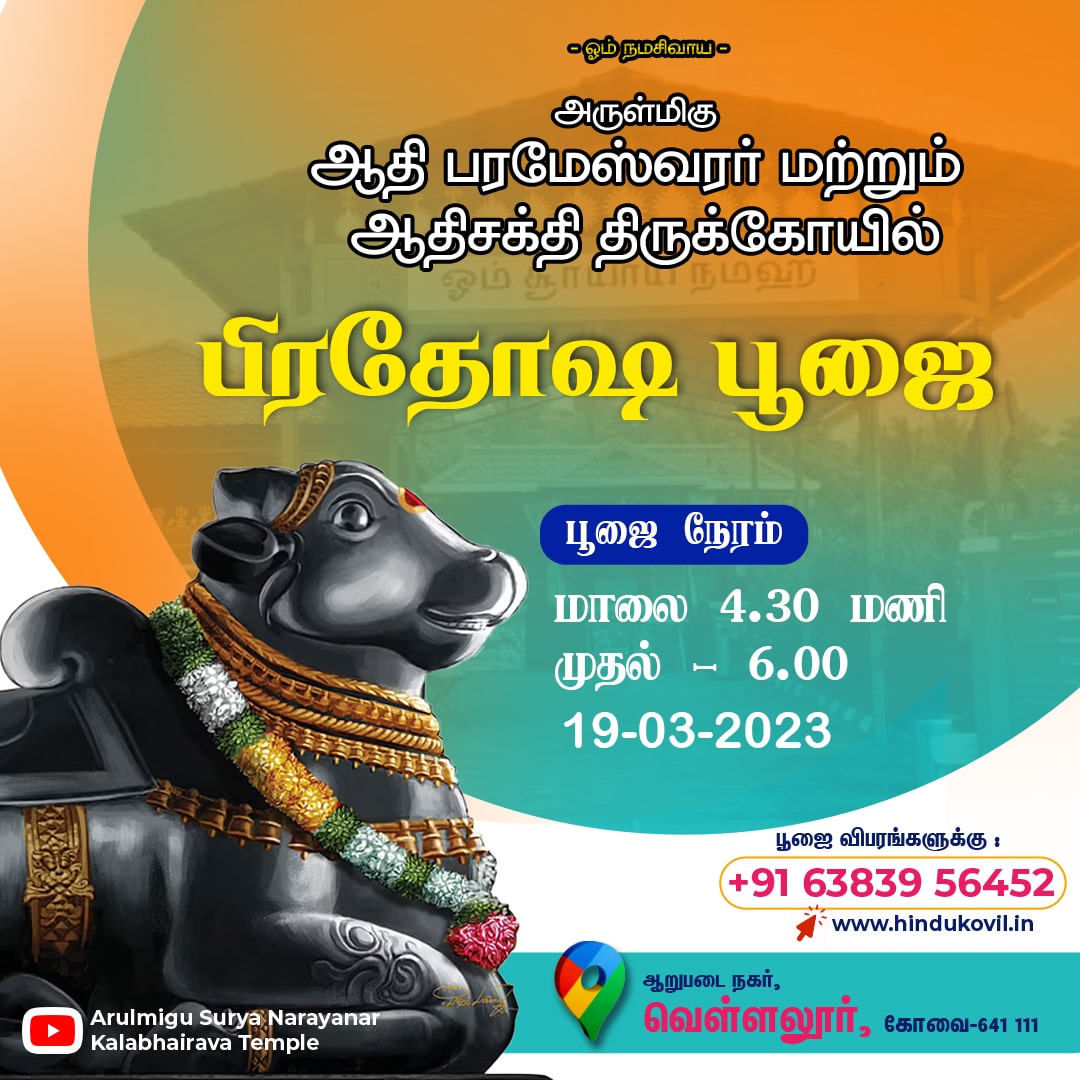 - ஓம் நமசிவாய -
அருள்மிகு
ஆதி பரமேஸ்வரர் மற்றும்
ஆதிசக்தி திருக்கோயில்
ஓம் சூர்யாய நமஹ
பிரதோஷ பூஜை
பூஜை நேரம்
மாலை 4.30 மணி
முதல் - 6.00
19-03-2023
பூஜை விபரங்களுக்கு :
+91 63839 56452
www.hindukovil.in
ஆறுபடை நகர்,
வெள்ளலூர், கோவை-641 111
Arulmigu Surya Narayanar
Kalabhairava Temple